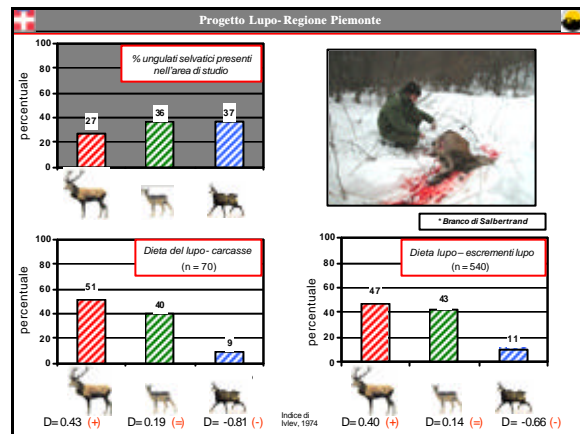 Progetto Lupo- Regione Piemonte
% ungulati selvatici presenti
nell'area di studio
percentuale
100
80
60
40
20
0
27
36
37
* Branco di Salbertrand
Dieta del lupo- carcasse
(n = 70)
percentuale
100
80
60
40
20
0
51
40
9
D= 0.43 (+)
D= 0.19 (=)
D= -0.81 (-)
Indice di
Ivlev, 1974
Dieta lupo– escrementi lupo
(n = 540)
percentuale
100
80
60
40
20
0
47
43
11
D= 0.40 (+)
D= 0.14 (=)
D= -0.66 (-)